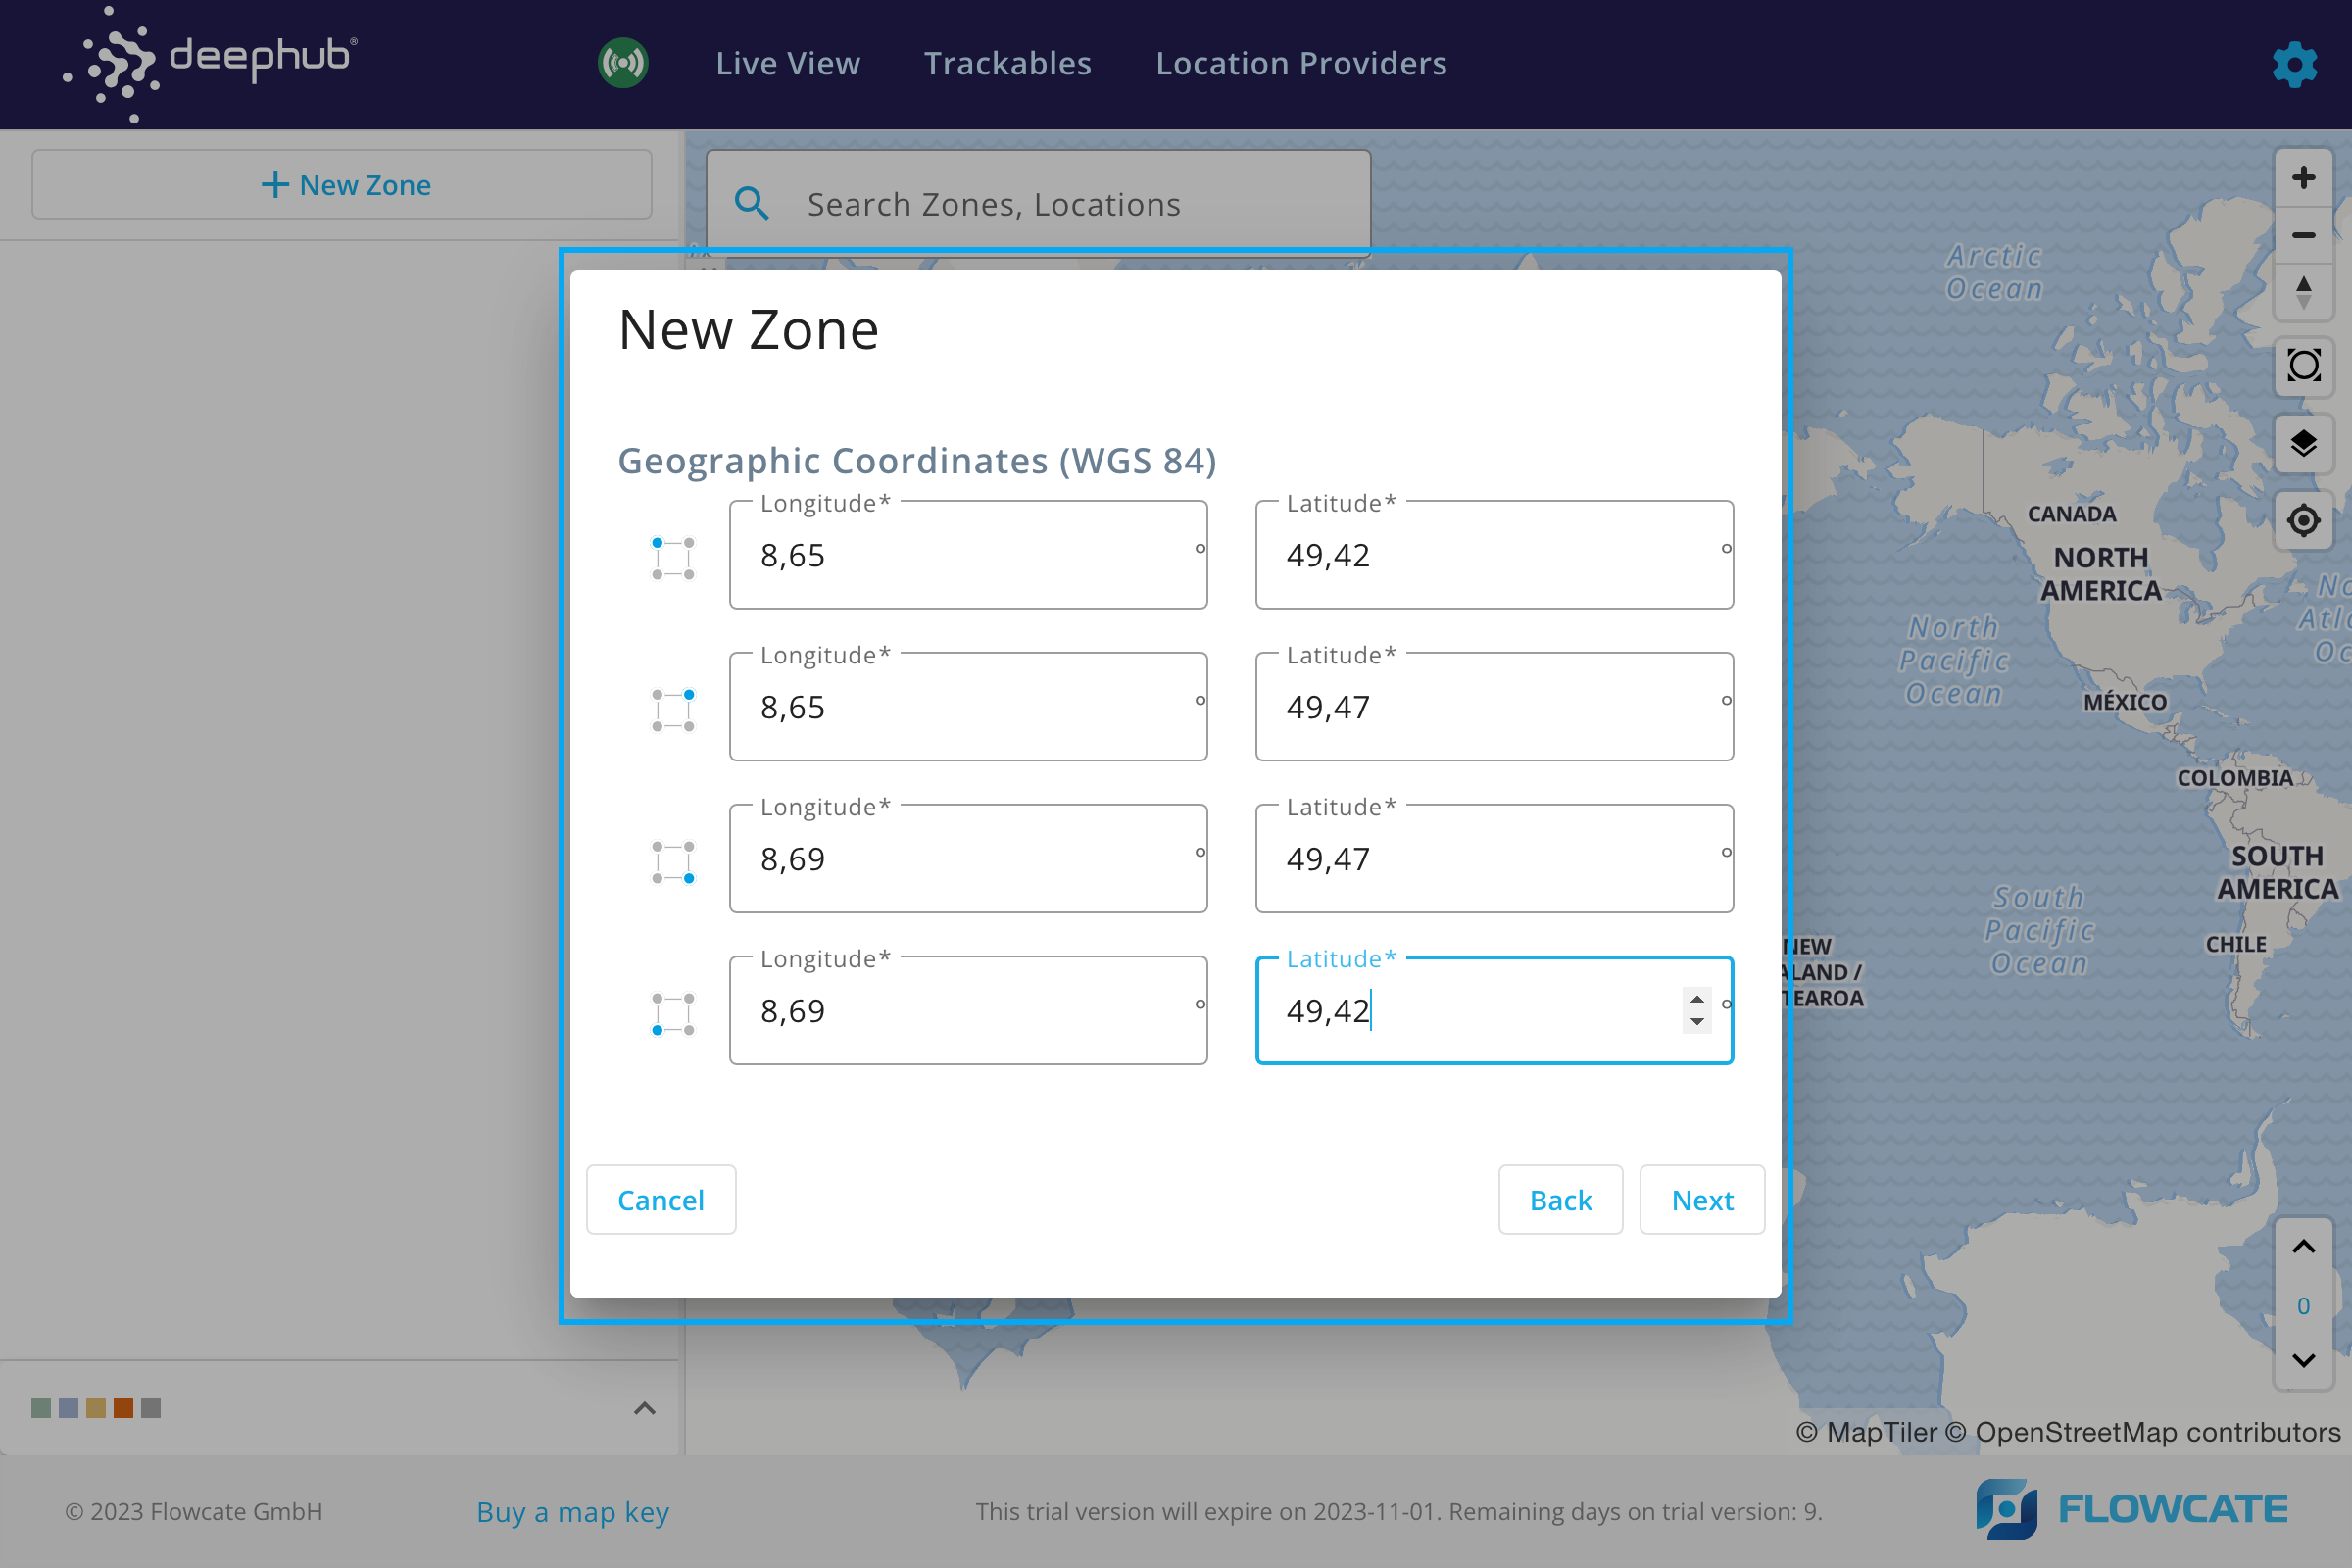 deephub®
Live View
Trackables
Location Providers
New Zone
Search Zones, Locations
New Zone
Geographic Coordinates (WGS 84)
Longitude*
Latitude*
8,65 °
49,42 °
Longitude*
Latitude*
8,65 °
49,47 °
Longitude*
Latitude*
8,69 °
49,47 °
Longitude*
Latitude*
8,69 °
49,42 °
Cancel
Back
Next
Arctic
Ocean
CANADA
NORTH
AMERICA
North
Pacific
Ocean
MÉXICO
COLOMBIA
SOUTH
AMERICA
South
Pacific
Ocean
CHILE
NEW
0
© MapTiler © OpenStreetMap contributors
© 2023 Flowcate GmbH
Buy a map key
This trial version will expire on 2023-11-01. Remaining days on trial version: 9.
FLOWCATE